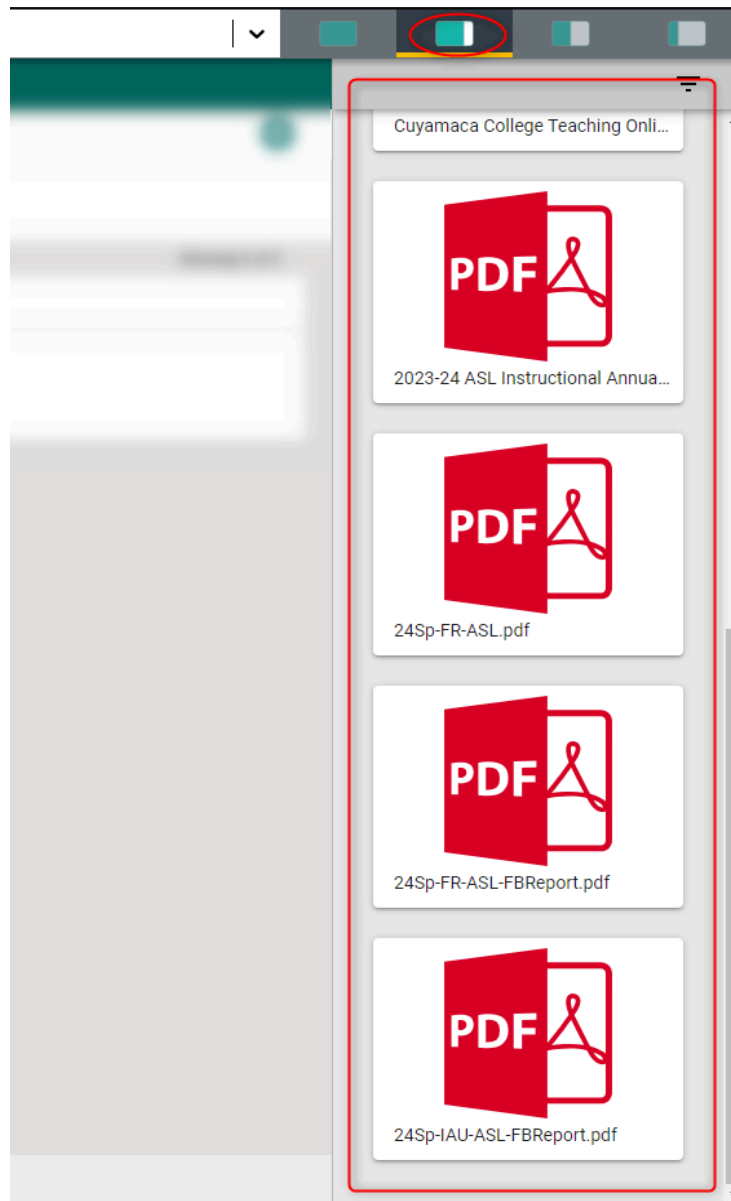 Cuyamaca College Teaching Onli...
PDF
2023-24 ASL Instructional Annua...
PDF
24Sp-FR-ASL.pdf
PDF
24Sp-FR-ASL-FBReport.pdf
PDF
24Sp-IAU-ASL-FBReport.pdf